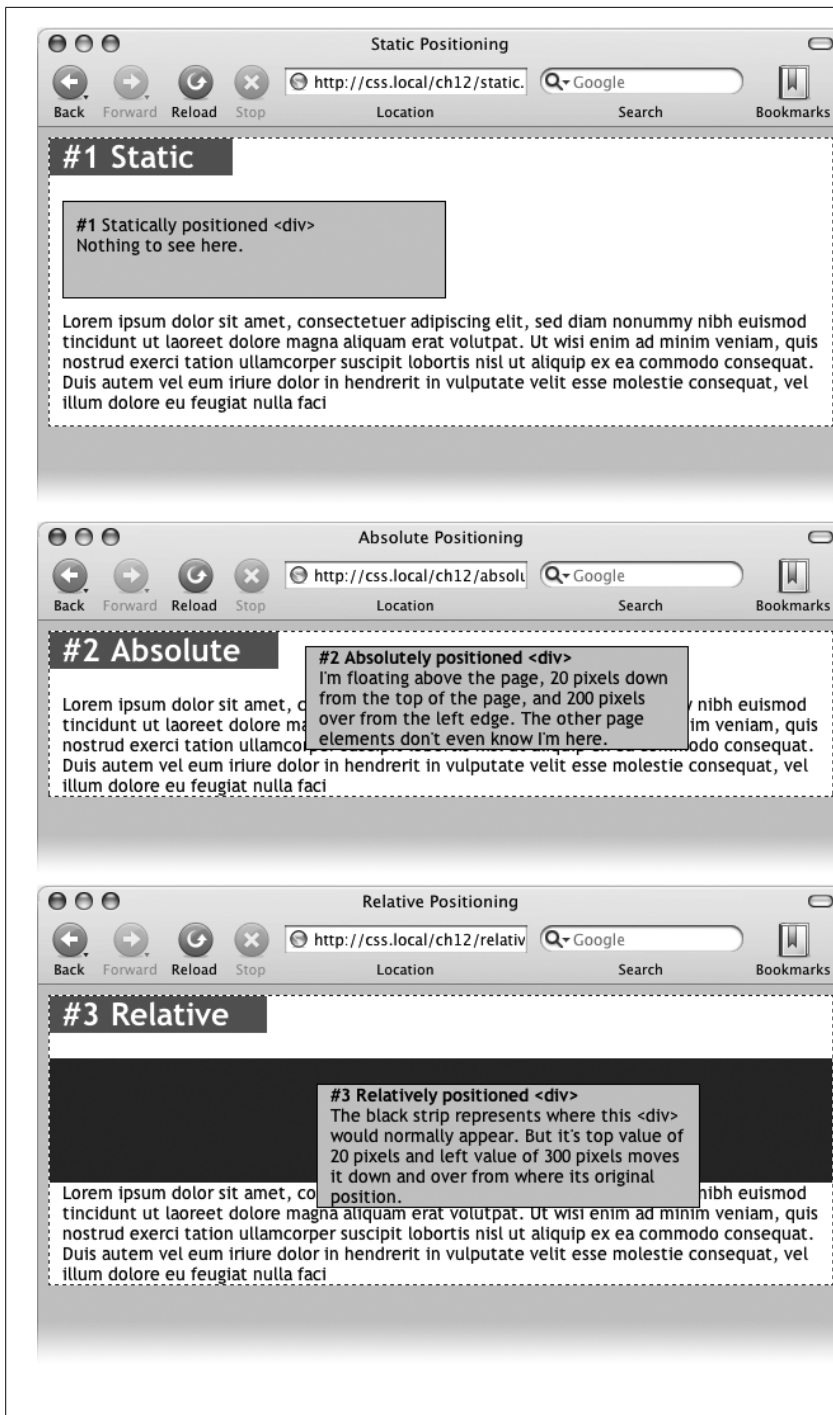 Static Positioning
http://css.local/ch12/static.
Google
Back Forward Reload Stop Location Search Bookmarks
#1 Static
#1 Statically positioned <div>
Nothing to see here.
Lorem ipsum dolor sit amet, consectetuer adipiscing elit, sed diam nonummy nibh euismod
tincidunt ut laoreet dolore magna aliquam erat volutpat. Ut wisi enim ad minim veniam, quis
nostrud exerci tation ullamcorper suscipit lobortis nisl ut aliquip ex ea commodo consequat.
Duis autem vel eum iriure dolor in hendrerit in vulputate velit esse molestie consequat, vel
illum dolore eu feugiat nulla faci
Absolute Positioning
http://css.local/ch12/absolu
Google
Back Forward Reload Stop Location Search Bookmarks
#2 Absolute
#2 Absolutely positioned <div>
I'm floating above the page, 20 pixels down
from the top of the page, and 200 pixels
over from the left edge. The other page
elements don't even know I'm here.
Lorem ipsum dolor sit amet, nibh euismod
tincidunt ut laoreet dolore veniam, quis
nostrud exerci tation consequat.
Duis autem vel eum iriure dolor in hendrerit in vulputate velit esse molestie consequat, vel
illum dolore eu feugiat nulla faci
Relative Positioning
http://css.local/ch12/relativ
Google
Back Forward Reload Stop Location Search Bookmarks
#3 Relative
#3 Relatively positioned <div>
The black strip represents where this <div>
would normally appear. But it's top value of
20 pixels and left value of 300 pixels moves
it down and over from where its original
position.
Lorem ipsum dolor sit amet, nibh euismod
tincidunt ut laoreet dolore magna aliquam erat volutpat. Ut wisi enim ad minim veniam, quis
nostrud exerci tation ullamcorper suscipit lobortis nisl ut aliquip ex ea commodo consequat.
Duis autem vel eum iriure dolor in hendrerit in vulputate velit esse molestie consequat, vel
illum dolore eu feugiat nulla faci